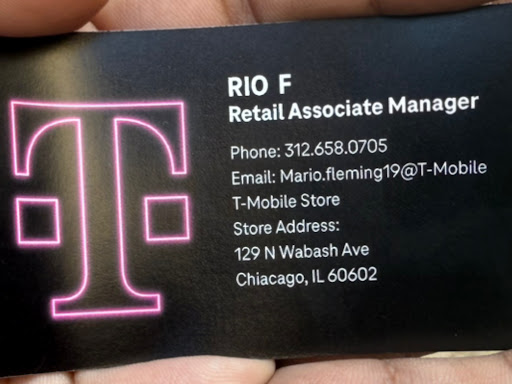 RIO F
Retail Associate Manager
Phone: 312.658.0705
Email: Mario.fleming19@T-Mobile
T-Mobile Store
Store Address:
129 N Wabash Ave
Chiacago, IL 60602
T